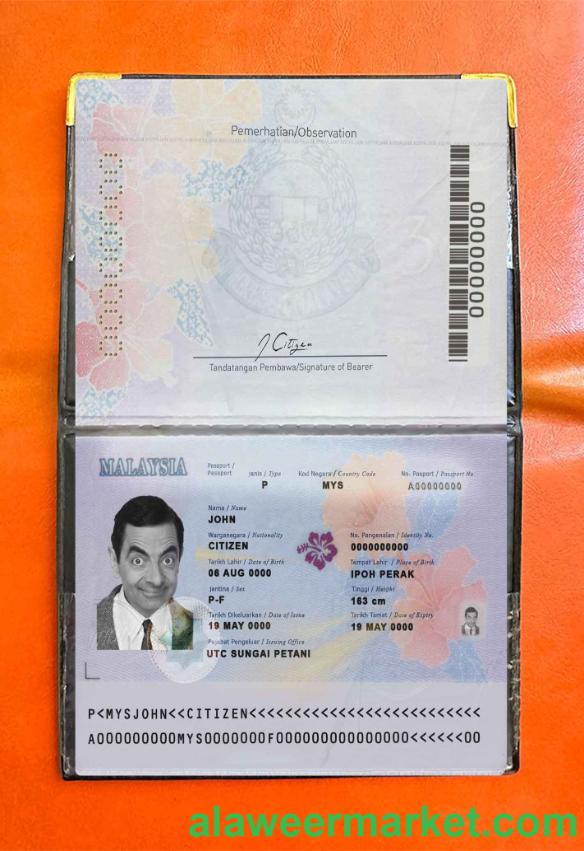 Pemerhatian/Observation
00000000
J Citizen
Tandatangan Pembawa/Signature of Bearer
MALAYSIA
Passport / Passport
Jenis / Type
Kod Negara / Country Code
No. Pasport / Passport No.
P
MYS
A00000000
Nama / Name
JOHN
Warganegara / Nationality
No. Pengenalan / Identity No.
CITIZEN
0000000000
Tarikh Lahir / Date of Birth
Tempat Lahir / Place of Birth
06 AUG 0000
IPOH PERAK
Jantina / Sex
Tinggi / Height
P-F
163 cm
Tarikh Dikeluarkan / Date of Issue
Tarikh Tamat / Date of Expiry
19 MAY 0000
19 MAY 0000
Pejabat Pengeluar / Issuing Office
UTC SUNGAI PETANI
P<MYSJOHN<<CITIZEN<<<<<<<<<<<<<<<<<<<<<<<<<<
A00000000MYS0000000F000000000000000<<<<<<00
alaweermarket.com